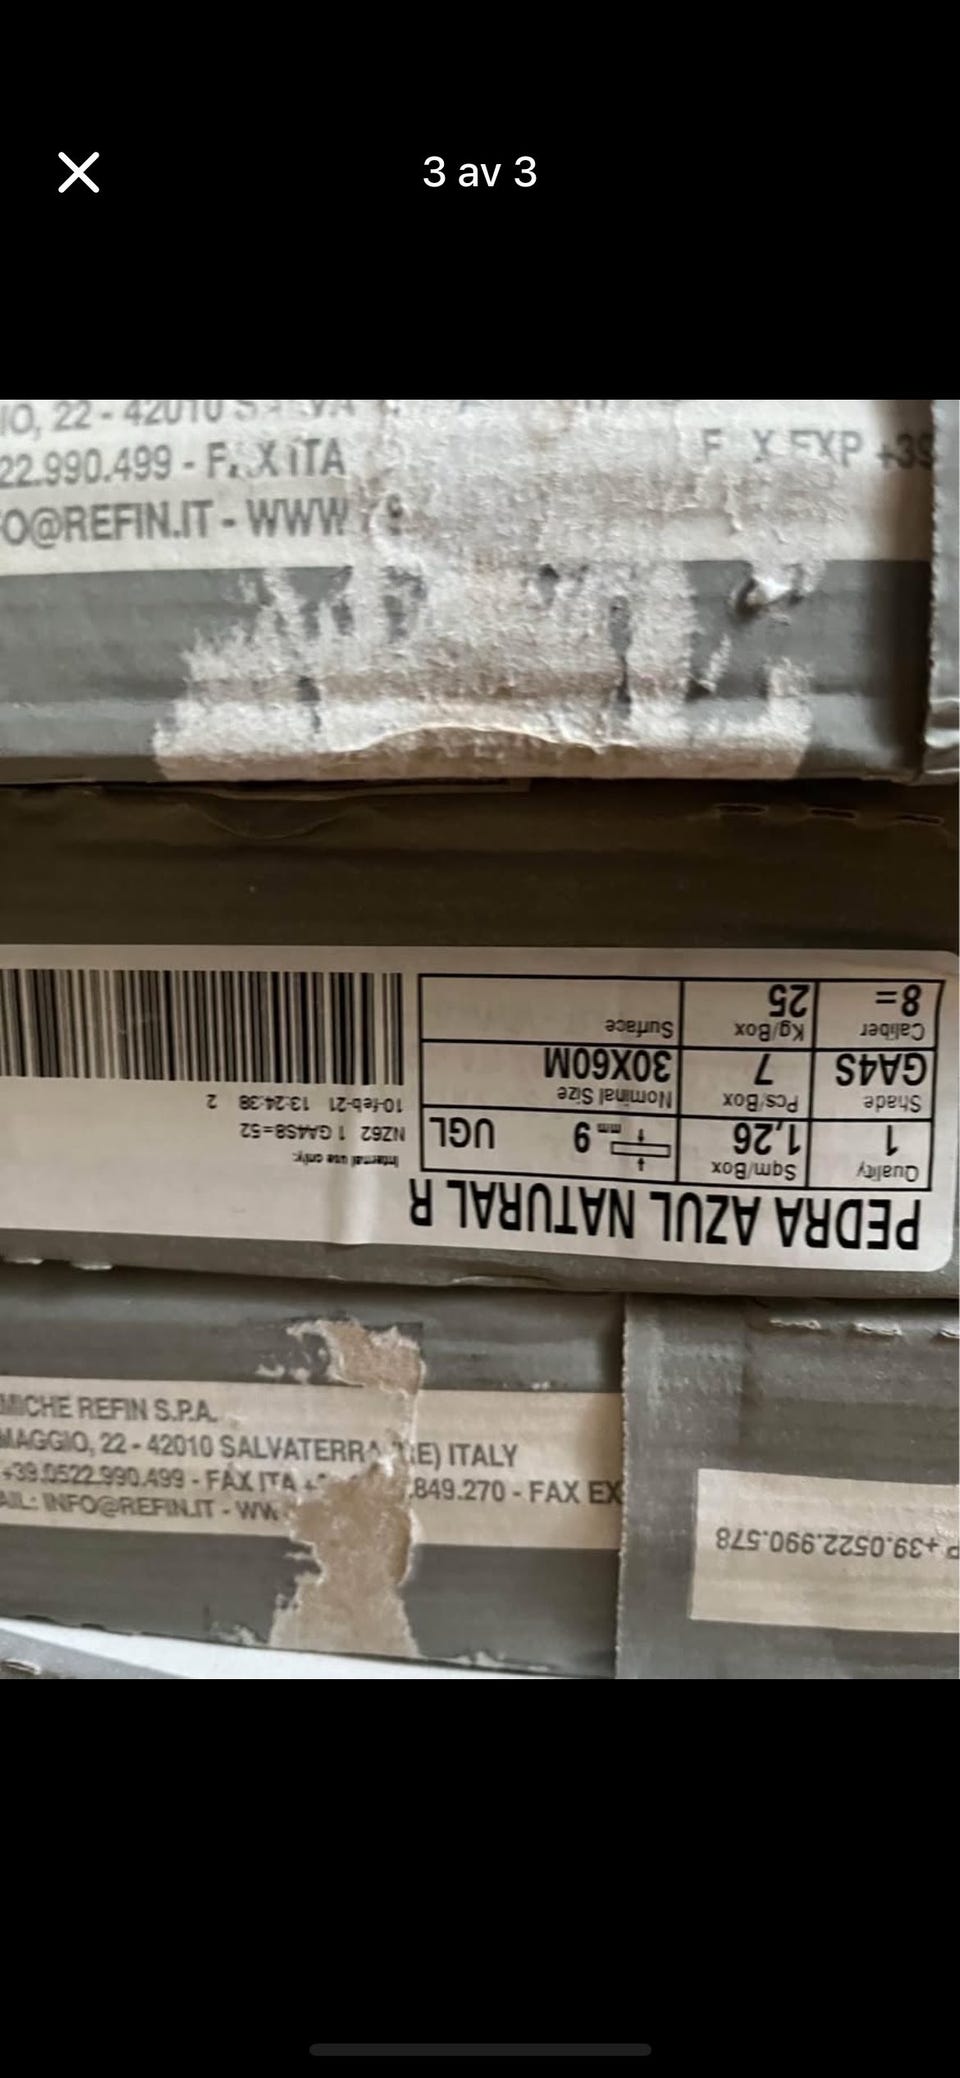 3 av 3
IO, 22 - 42010
22.990.499 - FAX ITA
FAX EXP +39
O@REFIN.IT - WWW
PEDRA AZUL NATURAL R
Quality
1
Sqm/Box
1,26
mm 9
UGL
Shade
GA4S
Pcs/Box
7
Nominal Size
30X60M
Caliber
8=
Kg/Box
25
Surface
Internal use only:
NZ62 1 GA4S8=52
10-feb-21 13:24:38 2
MICHE REFIN S.P.A.
MAGGIO, 22 - 42010 SALVATERRA (RE) ITALY
+39.0522.990.499 - FAX ITA .849.270 - FAX EX
AIL: INFO@REFIN.IT - WW
P +39.0522.990.578